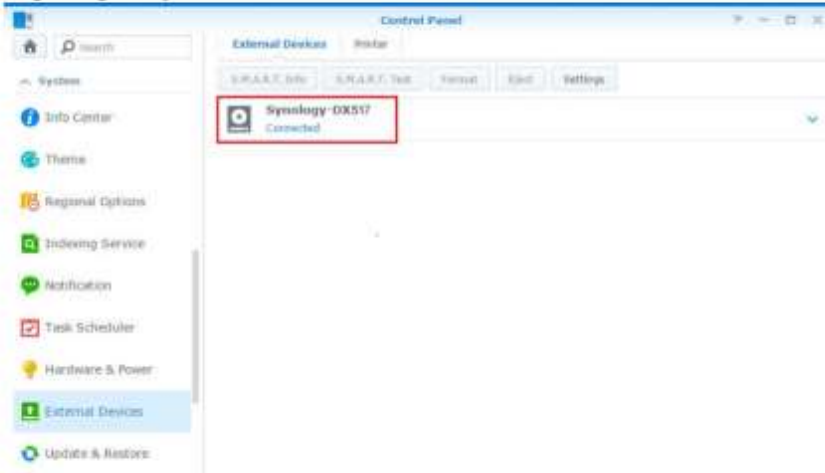 Control Panel
Search
External Devices
Printer
System
S.M.A.R.T. Info
S.M.A.R.T. Test
Format
Eject
Settings
Info Center
Synology-DX517
Connected
Theme
Regional Options
Indexing Service
Notification
Task Scheduler
Hardware & Power
External Devices
Update & Restore